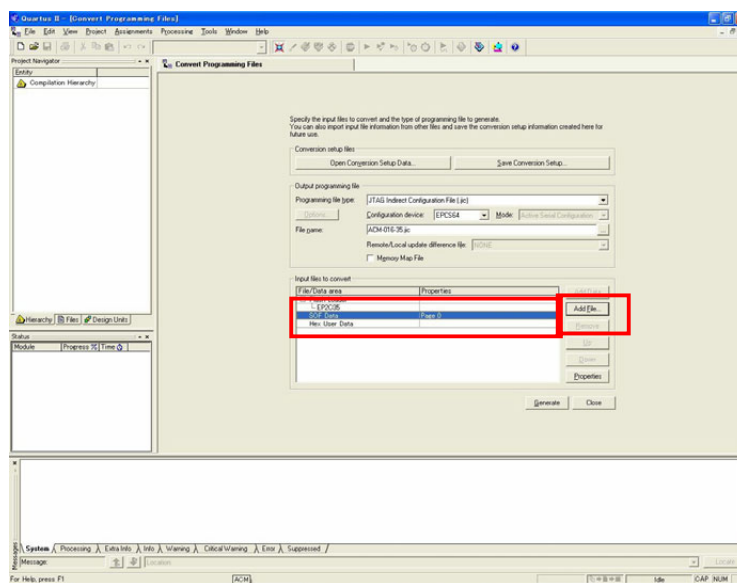 Quartus II - [Convert Programming Files]
File Edit View Project Assignments Processing Tools Window Help
Project Navigator
Entity
Compilation Hierarchy
Hierarchy Files Design Units
Status
Module Progress % Time
Convert Programming Files
Specify the input files to convert and the type of programming file to generate.
You can also import input file information from other files and save the conversion setup information created here for
future use.
Conversion setup files
Open Conversion Setup Data... Save Conversion Setup...
Output programming file
Programming file type: JTAG Indirect Configuration File (.jic)
Options... Configuration device: EPCS64 Mode: Active Serial Configuration
File name: ACM-016-35.jic ...
Remote/Local update difference file: NONE
Memory Map File
Input files to convert
File/Data area Properties Add Data
Flash Loader
EP2C35 Add File...
SOF Data Page 0
Hex User Data Remove
Up
Down
Properties
Generate Close
System Processing Extra Info Info Warning Critical Warning Error Suppressed
Messages
Message: Location: Locate
For Help, press F1 Idle CAP NUM